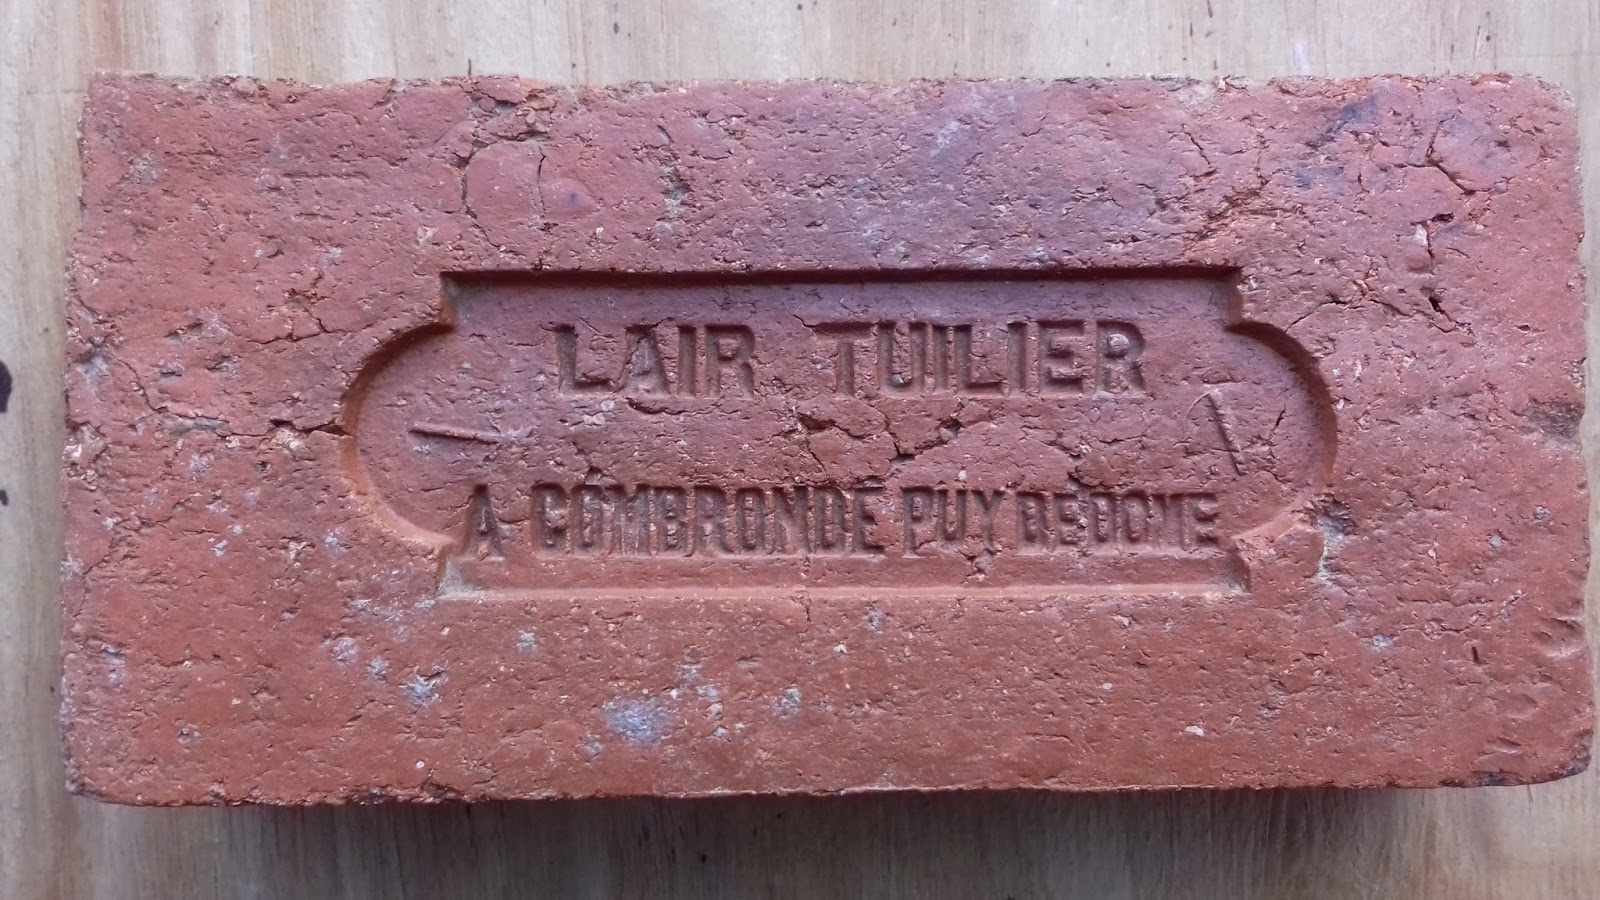 LAIR TUILIER
A COMBRONDE PUY DE DOME